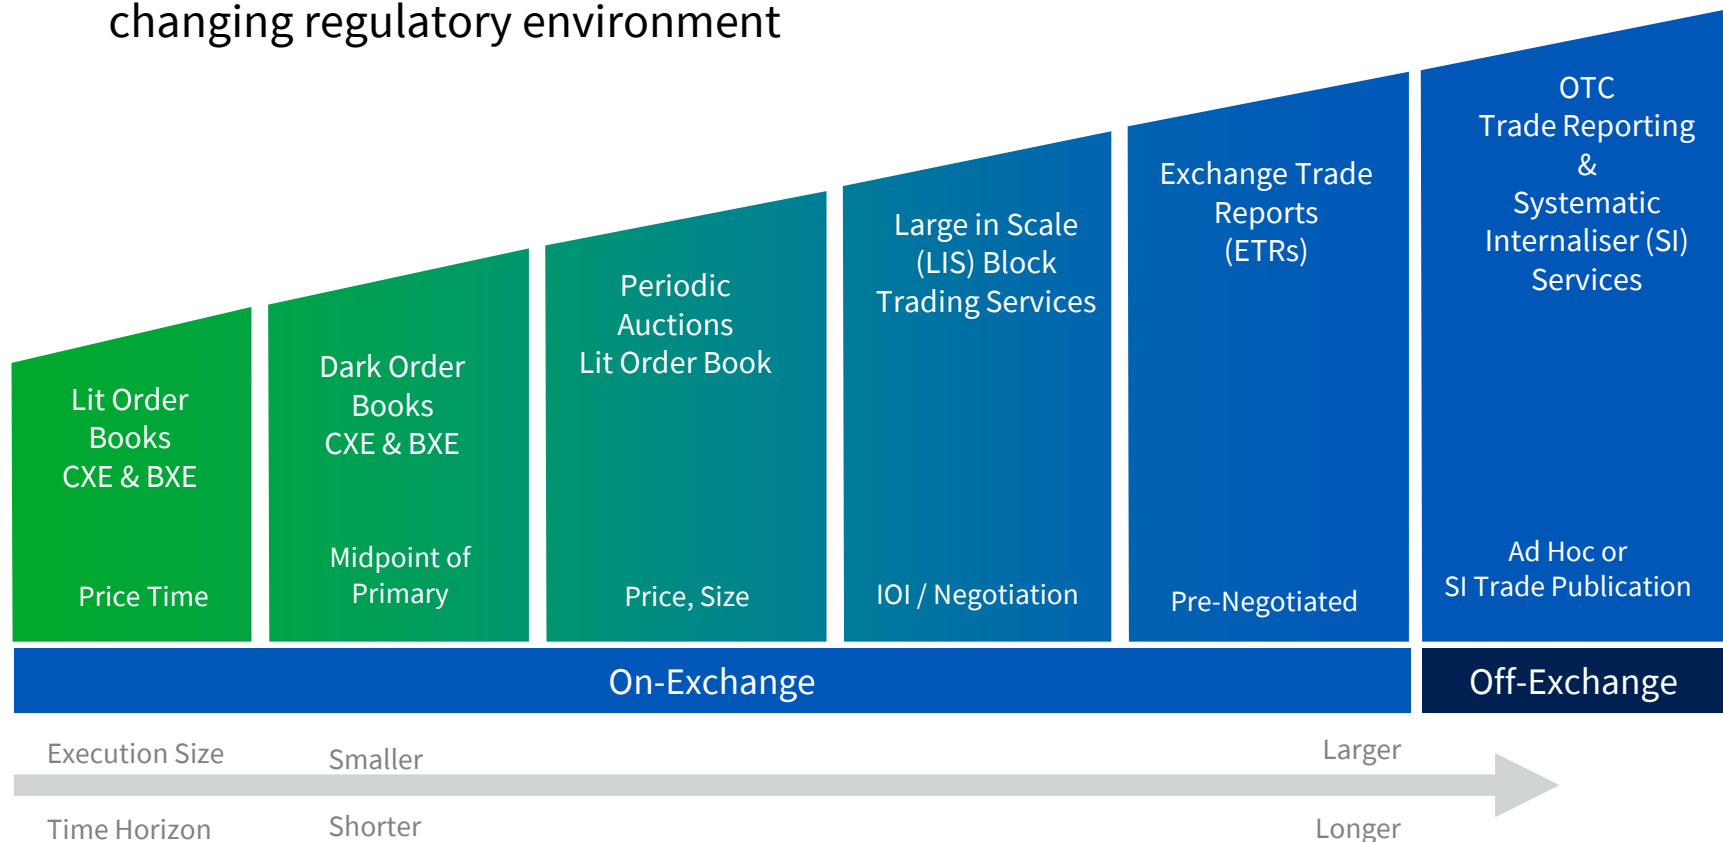 changing regulatory environment
Lit Order
Books
CXE & BXE
Price Time
Dark Order
Books
CXE & BXE
Midpoint of
Primary
Periodic
Auctions
Lit Order Book
Price, Size
Large in Scale
(LIS) Block
Trading Services
IOI / Negotiation
Exchange Trade
Reports
(ETRs)
Pre-Negotiated
OTC
Trade Reporting
&
Systematic
Internaliser (SI)
Services
Ad Hoc or
SI Trade Publication
On-Exchange
Off-Exchange
Execution Size
Smaller
Larger
Time Horizon
Shorter
Longer